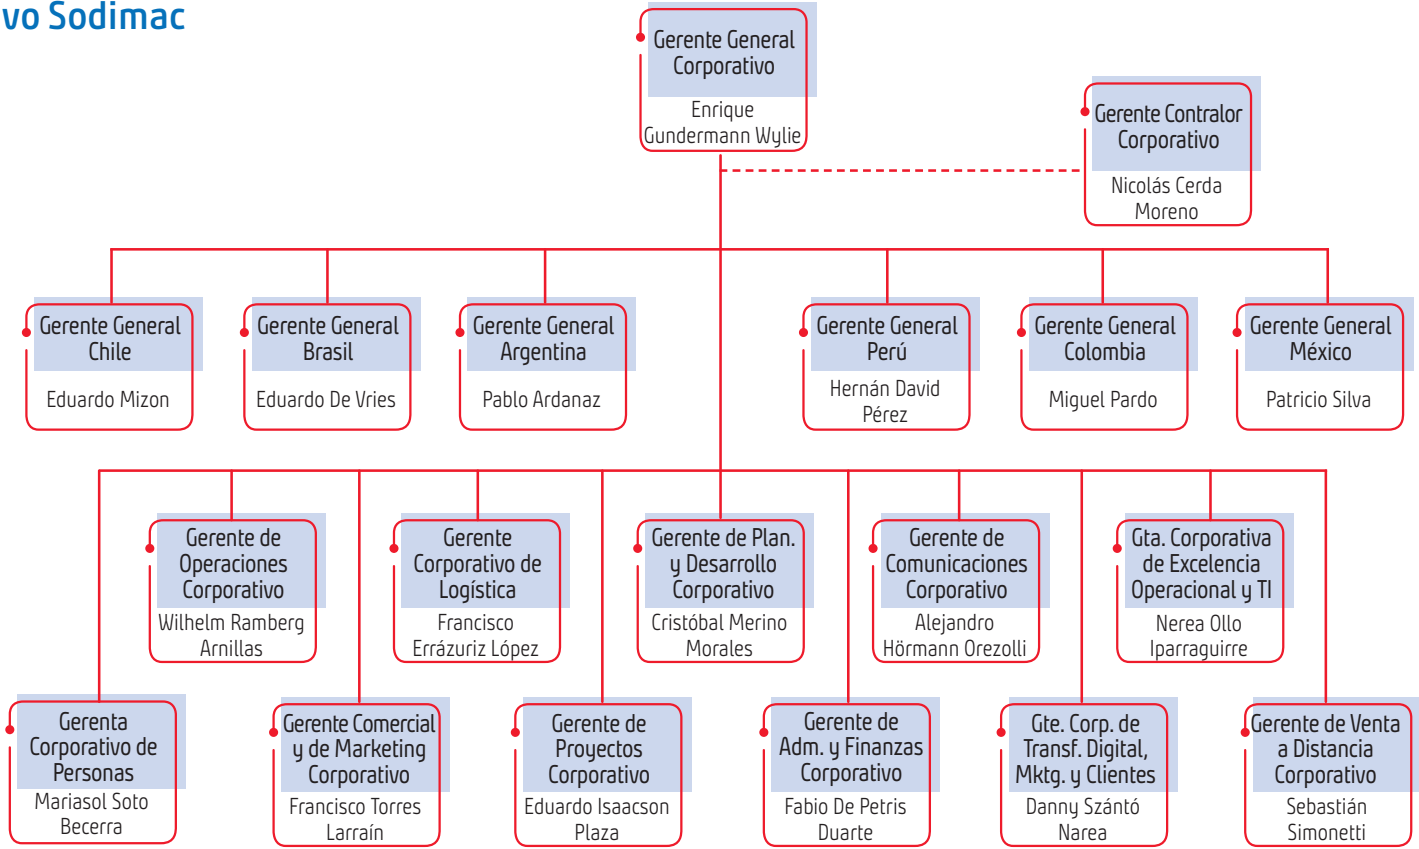 vo Sodimac
Gerente General
Corporativo
Enrique
Gundermann Wylie
Gerente Contralor
Corporativo
Nicolás Cerda
Moreno
Gerente General
Chile
Eduardo Mizon
Gerente General
Brasil
Eduardo De Vries
Gerente General
Argentina
Pablo Ardanaz
Gerente General
Perú
Hernán David
Pérez
Gerente General
Colombia
Miguel Pardo
Gerente General
México
Patricio Silva
Gerente de
Operaciones
Corporativo
Wilhelm Ramberg
Arnillas
Gerente
Corporativo de
Logística
Francisco
Errázuriz López
Gerente de Plan.
y Desarrollo
Corporativo
Cristóbal Merino
Morales
Gerente de
Comunicaciones
Corporativo
Alejandro
Hörmann Orezolli
Gta. Corporativa
de Excelencia
Operacional y TI
Nerea Ollo
Iparraguirre
Gerenta
Corporativo de
Personas
Mariasol Soto
Becerra
Gerente Comercial
y de Marketing
Corporativo
Francisco Torres
Larraín
Gerente de
Proyectos
Corporativo
Eduardo Isaacson
Plaza
Gerente de
Adm. y Finanzas
Corporativo
Fabio De Petris
Duarte
Gte. Corp. de
Transf. Digital,
Mktg. y Clientes
Danny Szántó
Narea
Gerente de Venta
a Distancia
Corporativo
Sebastián
Simonetti